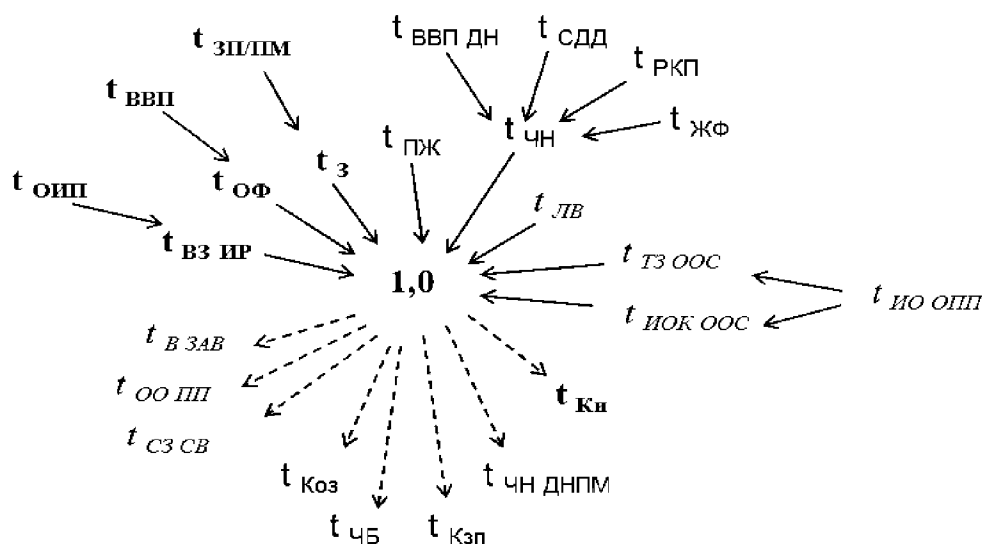 t ЗП/ПМ
t ВВП ДН
t СДД
t РКП
t ВВП
t ЧН
t ЖФ
t ПЖ
t З
t ОИП
t ОФ
t ЛВ
t ВЗ ИР
t ТЗ ООС
1,0
t ИО ОПП
t ИОК ООС
t В ЗАВ
t ОО ПП
t Кн
t СЗ СВ
t Коз
t ЧН ДНПМ
t ЧБ
t Кзп